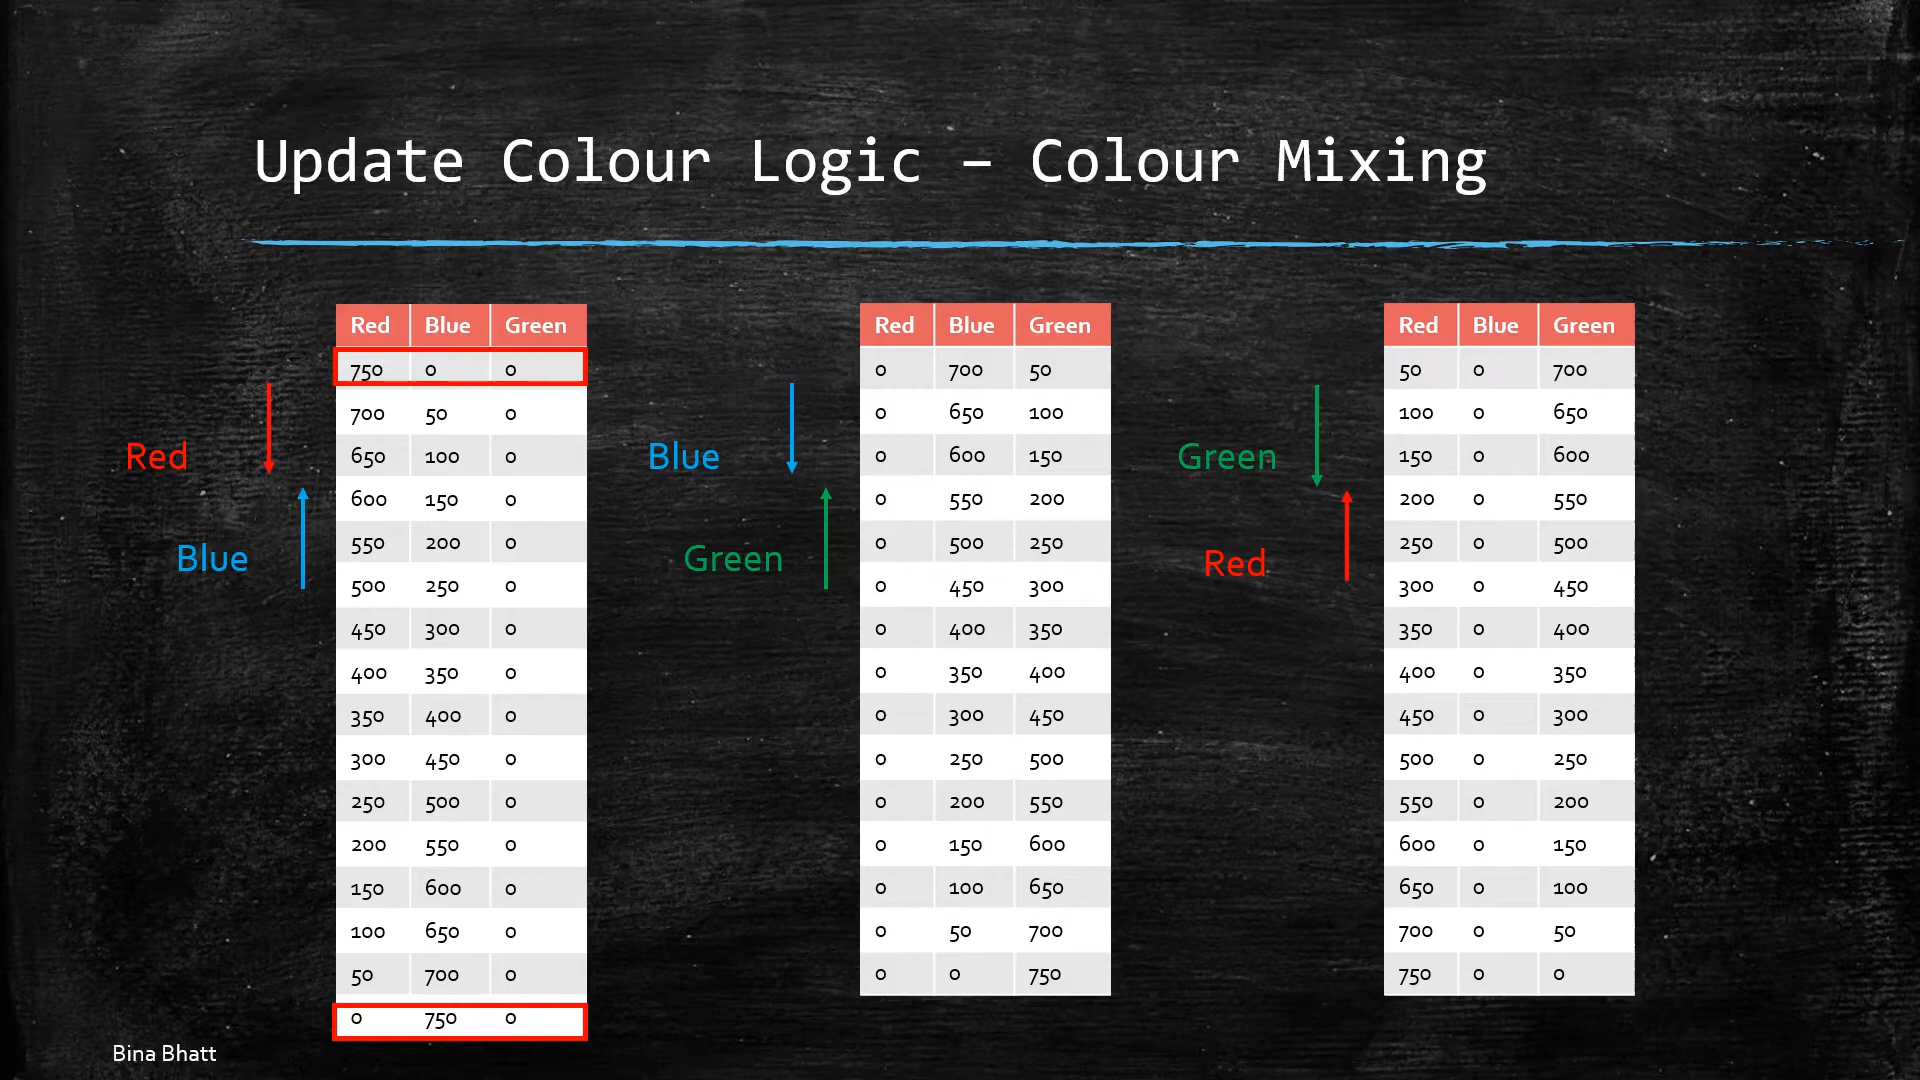 Update Colour Logic – Colour Mixing
Red Blue Green
750 0 0
700 50 0
650 100 0
600 150 0
550 200 0
500 250 0
450 300 0
400 350 0
350 400 0
300 450 0
250 500 0
200 550 0
150 600 0
100 650 0
50 700 0
0 750 0
Red
Blue
Red Blue Green
0 700 50
0 650 100
0 600 150
0 550 200
0 500 250
0 450 300
0 400 350
0 350 400
0 300 450
0 250 500
0 200 550
0 150 600
0 100 650
0 50 700
0 0 750
Blue
Green
Red Blue Green
50 0 700
100 0 650
150 0 600
200 0 550
250 0 500
300 0 450
350 0 400
400 0 350
450 0 300
500 0 250
550 0 200
600 0 150
650 0 100
700 0 50
750 0 0
Green
Red
Bina Bhatt